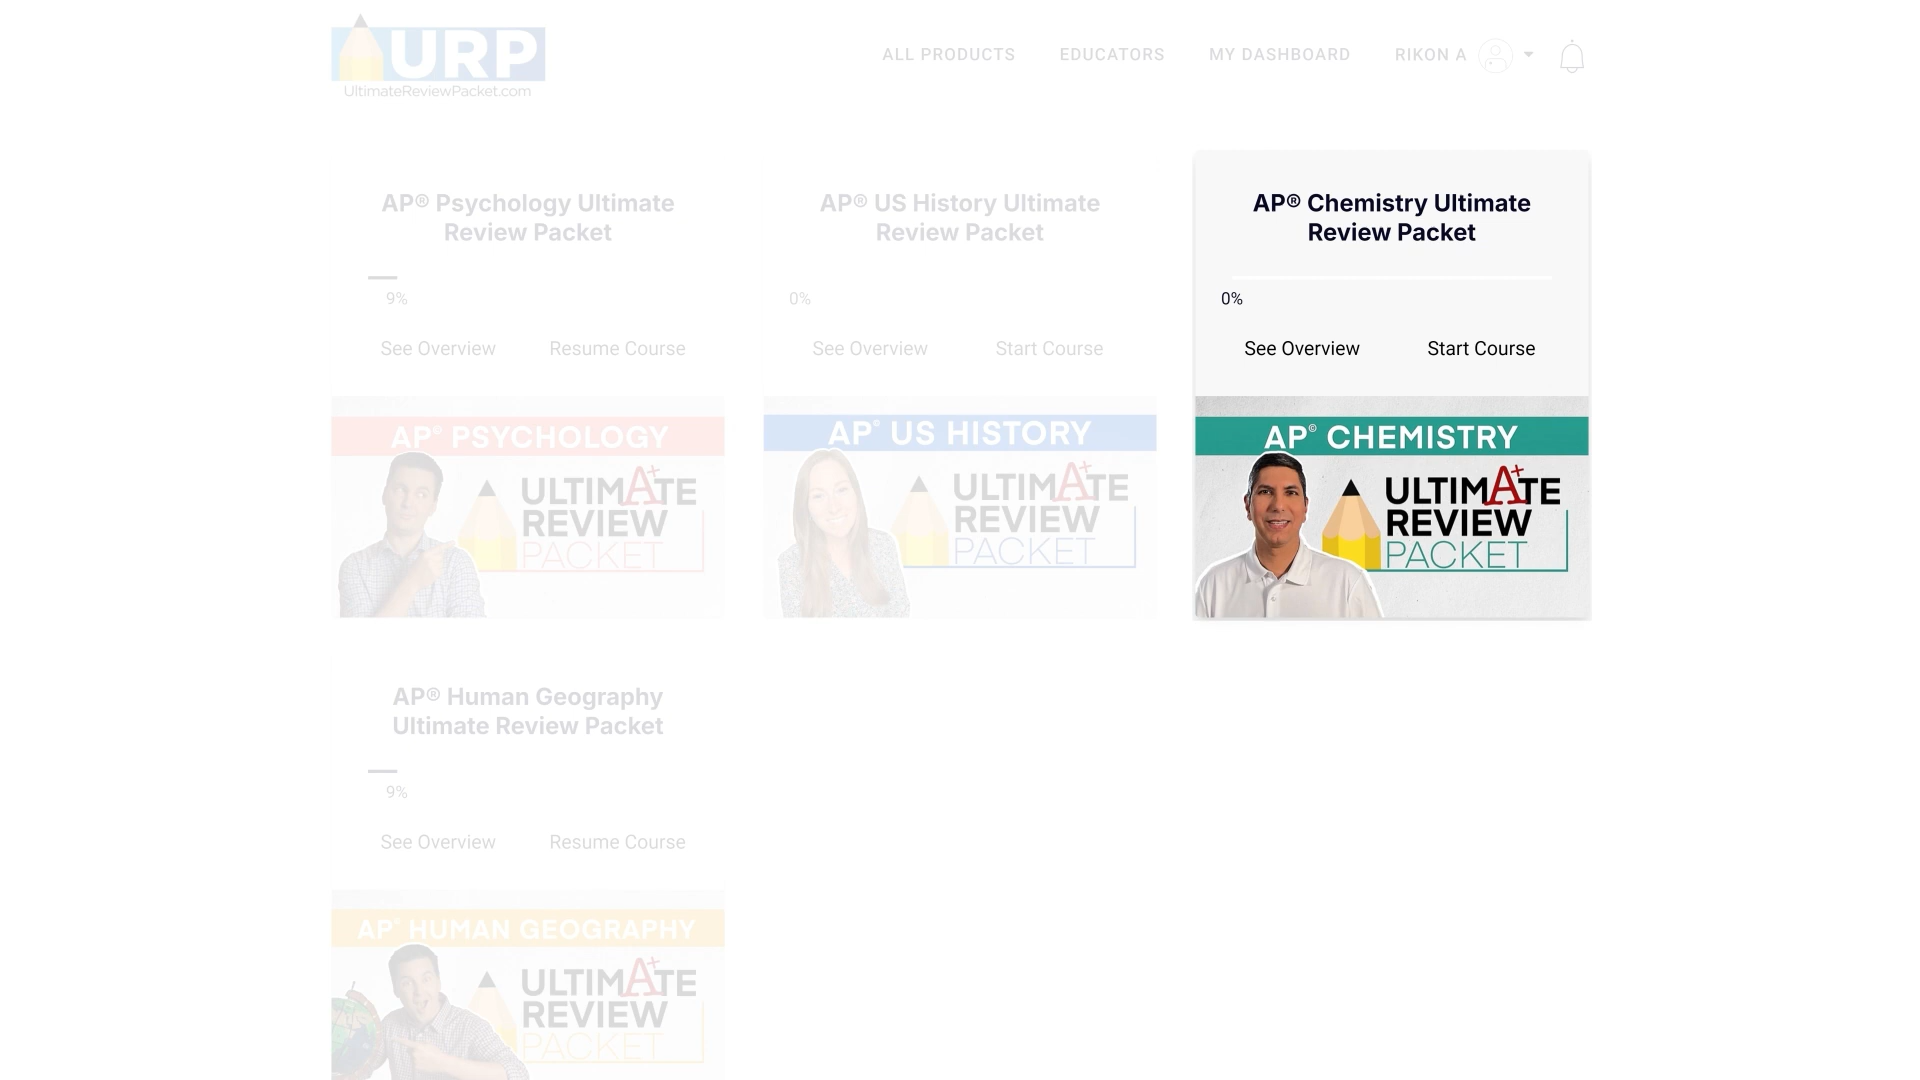 URP
UltimateReviewPacket.com
ALL PRODUCTS
EDUCATORS
MY DASHBOARD
RIKON A
AP® Psychology Ultimate
Review Packet
9%
See Overview
Resume Course
AP® PSYCHOLOGY
ULTIMATE
REVIEW
PACKET
AP® US History Ultimate
Review Packet
0%
See Overview
Start Course
AP® US HISTORY
ULTIMATE
REVIEW
PACKET
AP® Chemistry Ultimate
Review Packet
0%
See Overview
Start Course
AP® CHEMISTRY
ULTIMA+TE
REVIEW
PACKET
AP® Human Geography
Ultimate Review Packet
9%
See Overview
Resume Course
AP® HUMAN GEOGRAPHY
ULTIMATE
REVIEW
PACKET